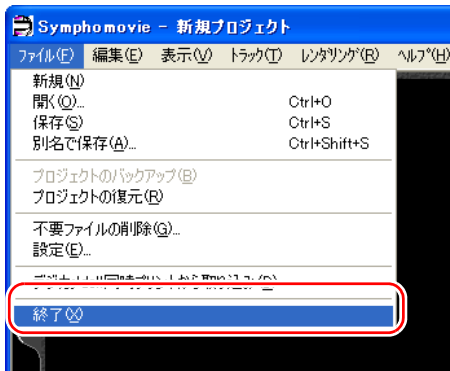 Symphomovie - 新規プロジェクト
ファイル(F) 編集(E) 表示(V) トラック(T) レンダリング(R) ヘルプ(H)
新規(N)
開く(O)... Ctrl+O
保存(S) Ctrl+S
別名で保存(A)... Ctrl+Shift+S
プロジェクトのバックアップ(B)
プロジェクトの復元(R)
不要ファイルの削除(G)...
設定(E)...
終了(X)